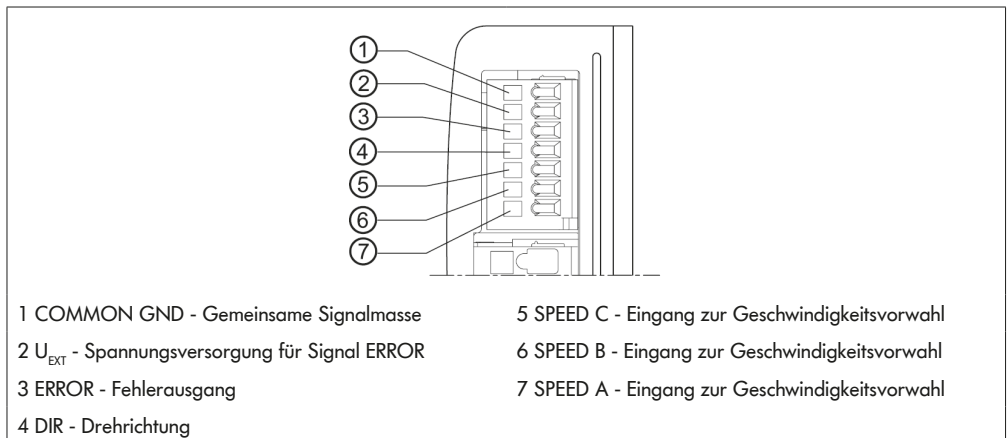 1
2
3
4
5
6
7
1 COMMON GND - Gemeinsame Signalmasse
2 U_EXT - Spannungsversorgung für Signal ERROR
3 ERROR - Fehlerausgang
4 DIR - Drehrichtung
5 SPEED C - Eingang zur Geschwindigkeitsvorwahl
6 SPEED B - Eingang zur Geschwindigkeitsvorwahl
7 SPEED A - Eingang zur Geschwindigkeitsvorwahl